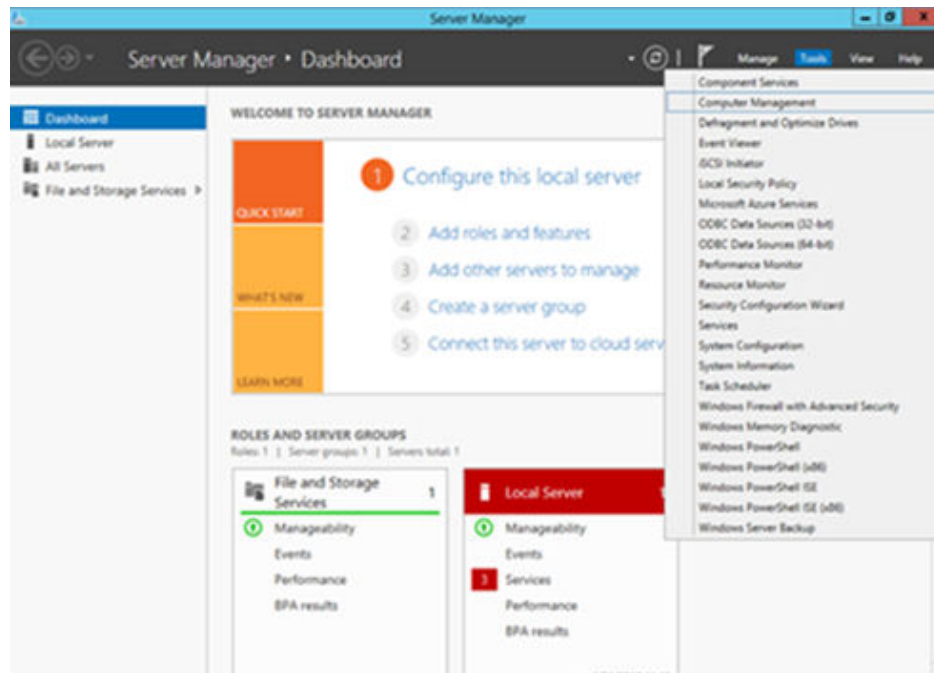 Server Manager
Server Manager • Dashboard
Manage Tools View Help
Dashboard
Local Server
All Servers
File and Storage Services
WELCOME TO SERVER MANAGER
QUICK START
WHAT'S NEW
LEARN MORE
1 Configure this local server
2 Add roles and features
3 Add other servers to manage
4 Create a server group
5 Connect this server to cloud serv
Component Services
Computer Management
Defragment and Optimize Drives
Event Viewer
iSCSI Initiator
Local Security Policy
Microsoft Azure Services
ODBC Data Sources (32-bit)
ODBC Data Sources (64-bit)
Performance Monitor
Resource Monitor
Security Configuration Wizard
Services
System Configuration
System Information
Task Scheduler
Windows Firewall with Advanced Security
Windows Memory Diagnostic
Windows PowerShell
Windows PowerShell (x86)
Windows PowerShell ISE
Windows PowerShell ISE (x86)
Windows Server Backup
ROLES AND SERVER GROUPS
Roles: 1 | Server groups: 1 | Servers total: 1
File and Storage
Services
1
Manageability
Events
Performance
BPA results
Local Server
Manageability
Events
3 Services
Performance
BPA results